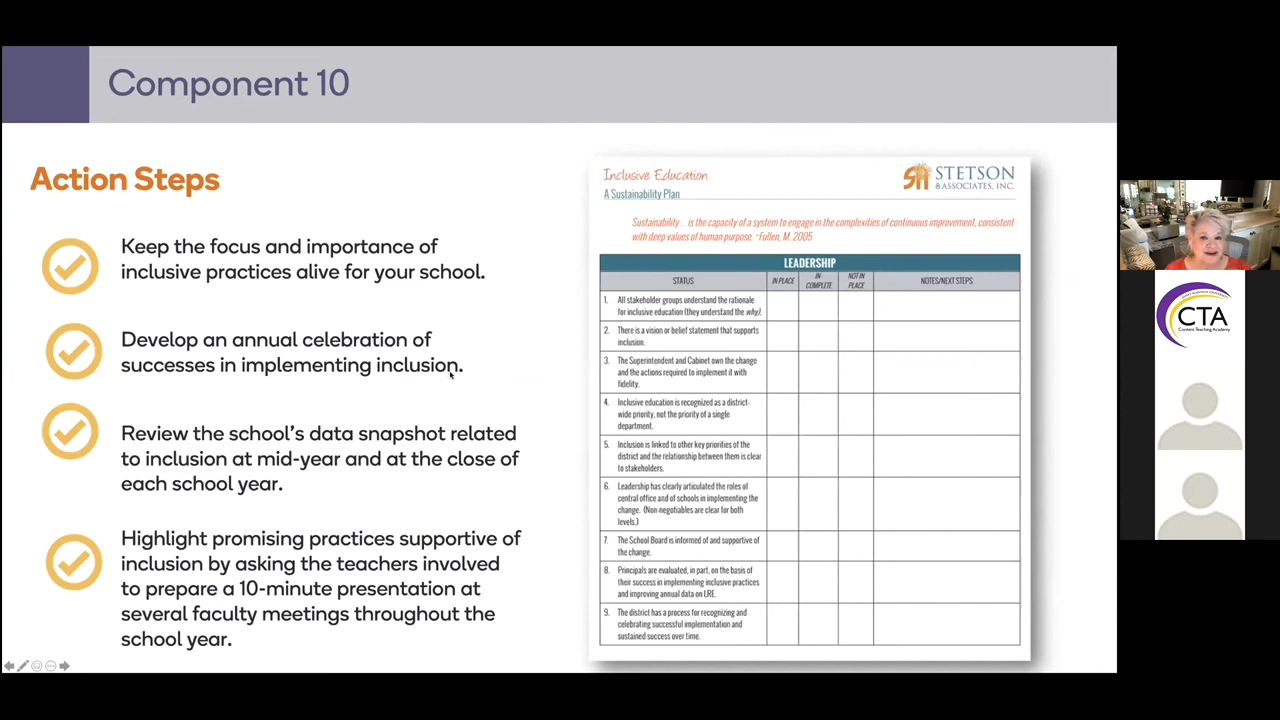 Component 10
Action Steps
Keep the focus and importance of
inclusive practices alive for your school.
Develop an annual celebration of
successes in implementing inclusion.
Review the school's data snapshot related
to inclusion at mid-year and at the close of
each school year.
Highlight promising practices supportive of
inclusion by asking the teachers involved
to prepare a 10-minute presentation at
several faculty meetings throughout the
school year.
Inclusive Education
A Sustainability Plan
STETSON
& ASSOCIATES, INC.
Sustainability... is the capacity of a system to engage in the complexities of continuous improvement, consistent
with deep values of human purpose. ~Fullen, M. 2005
LEADERSHIP
STATUS
IN PLACE
IN
COMPLETE
NOT IN
PLACE
NOTES/NEXT STEPS
1. All stakeholder groups understand the rationale
for inclusive education (they understand the why).
2. There is a vision or belief statement that supports
inclusion.
3. The Superintendent and Cabinet own the change
and the actions required to implement it with
fidelity.
4. Inclusive education is recognized as a district-
wide priority, not the priority of a single
department.
5. Inclusion is linked to other key priorities of the
district and the relationship between them is clear
to stakeholders.
6. Leadership has clearly articulated the roles of
central office and of schools in implementing the
change. (Non-negotiables are clear for both
levels.)
7. The School Board is informed of and supportive of
the change.
8. Principals are evaluated, in part, on the basis of
their success in implementing inclusive practices
and improving annual data on LRE.
9. The district has a process for recognizing and
celebrating successful implementation and
sustained success over time.
CTA
Content Teaching Academy